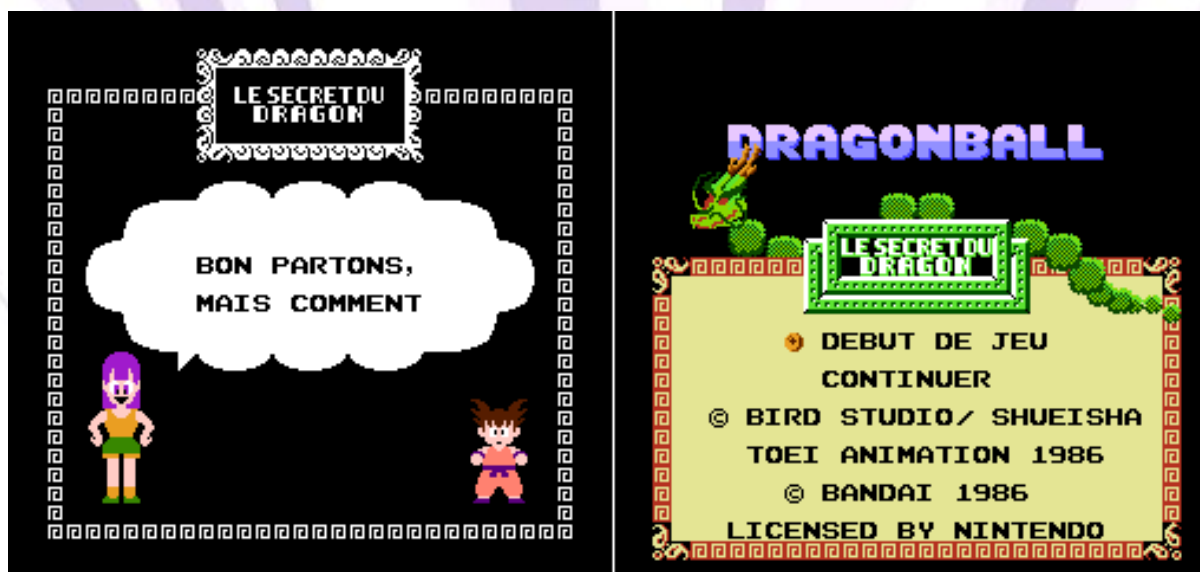 LE SECRET DU
DRAGON
BON PARTONS,
MAIS COMMENT
DRAGONBALL
LE SECRET DU
DRAGON
DEBUT DE JEU
CONTINUER
© BIRD STUDIO/ SHUEISHA
TOEI ANIMATION 1986
© BANDAI 1986
LICENSED BY NINTENDO